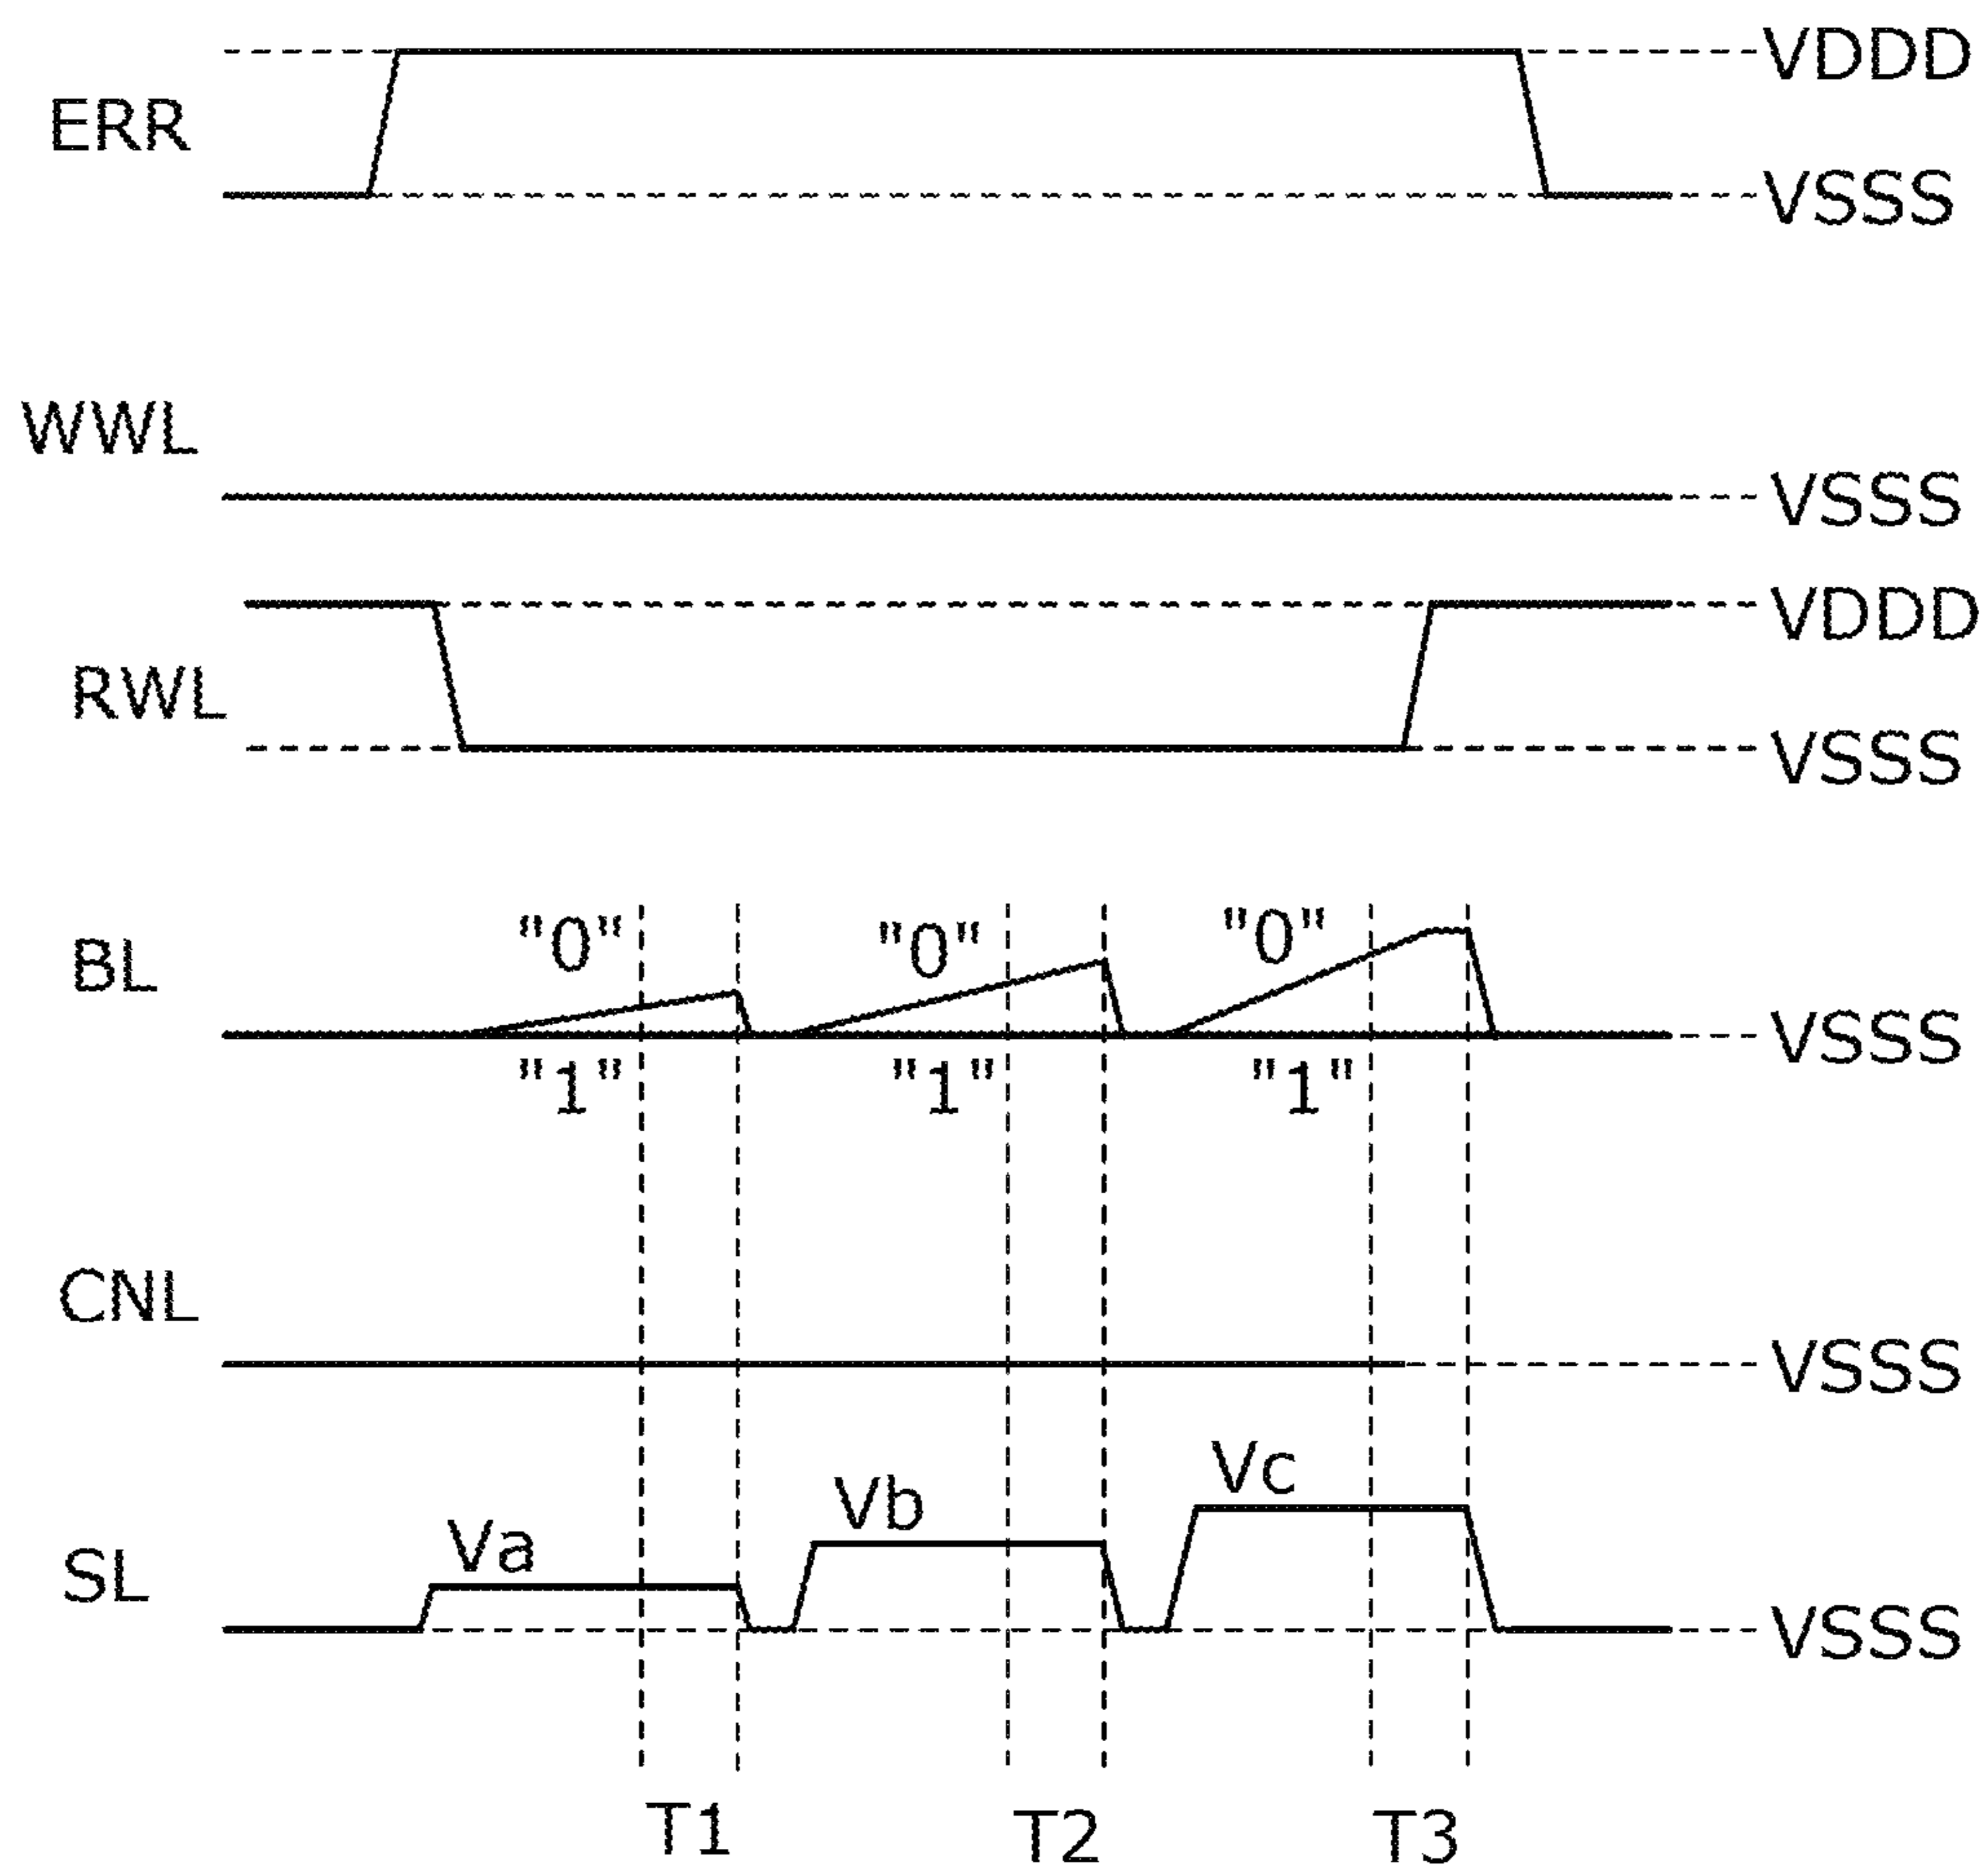 VDDD
ERR
VSSS
WWL
VSSS
VDDD
RWL
VSSS
"0" "0" "0"
BL
VSSS
"1" "1" "1"
CNL
VSSS
Vc
Vb
Va
SL
VSSS
T1 T2 T3